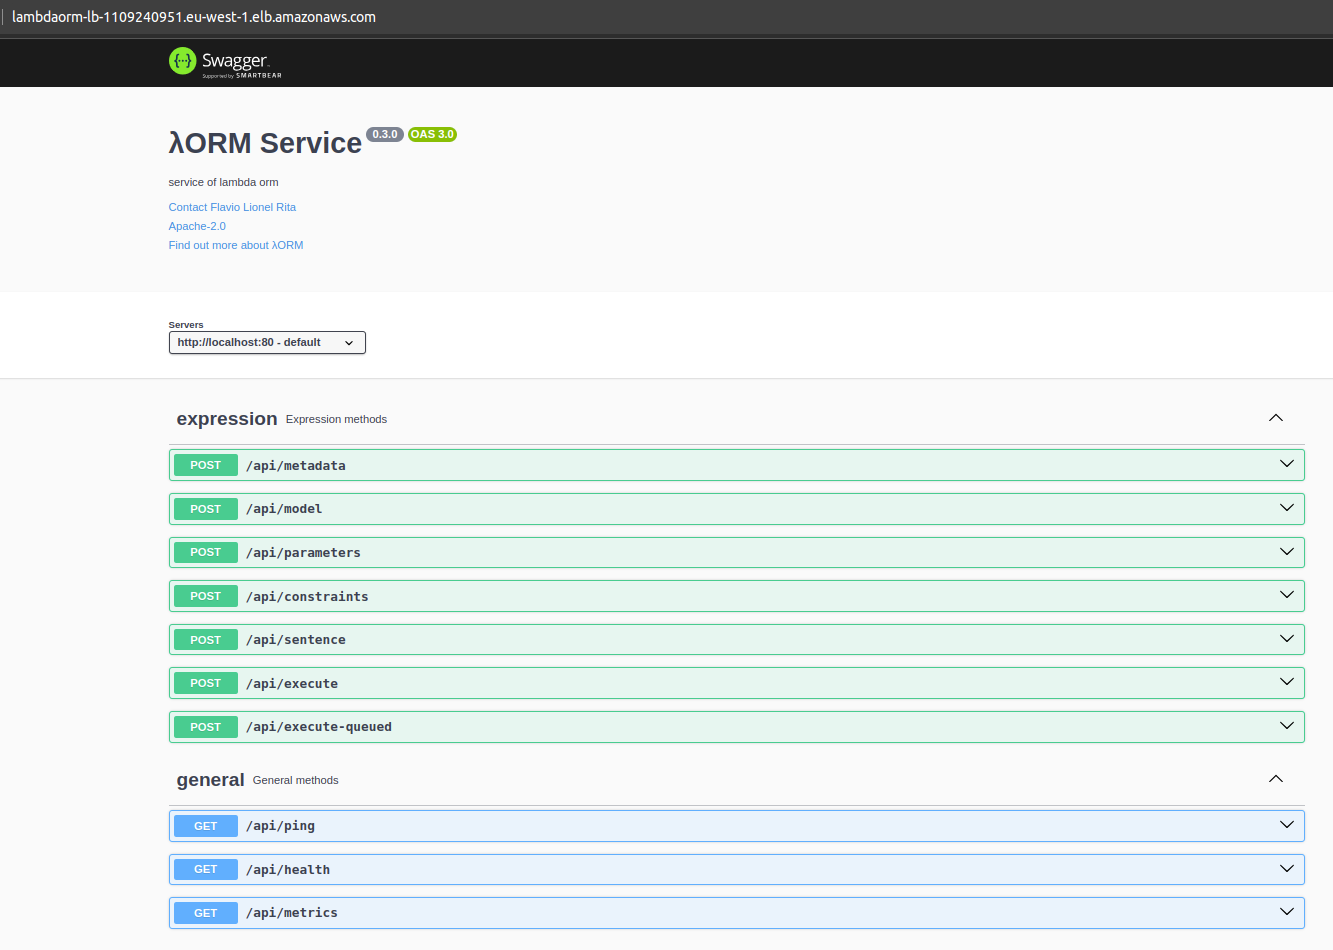 lambdaorm-lb-1109240951.eu-west-1.elb.amazonaws.com
{···} Swagger
Supported by SMARTBEAR
λORM Service 0.3.0 OAS 3.0
service of lambda orm
Contact Flavio Lionel Rita
Apache-2.0
Find out more about λORM
Servers
http://localhost:80 - default
expression Expression methods
POST /api/metadata
POST /api/model
POST /api/parameters
POST /api/constraints
POST /api/sentence
POST /api/execute
POST /api/execute-queued
general General methods
GET /api/ping
GET /api/health
GET /api/metrics